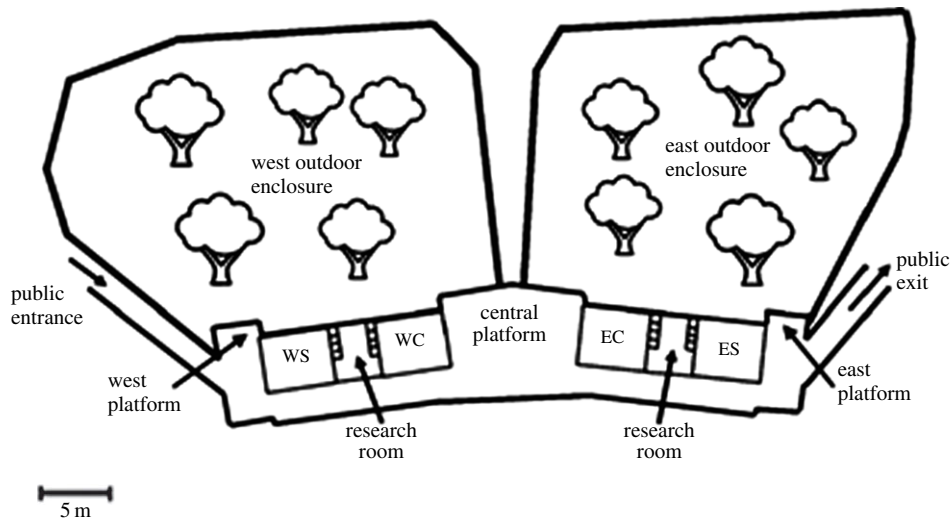 west outdoor
enclosure
east outdoor
enclosure
public
entrance
public
exit
central
platform
WS
WC
EC
ES
west
platform
east
platform
research
room
research
room
5 m